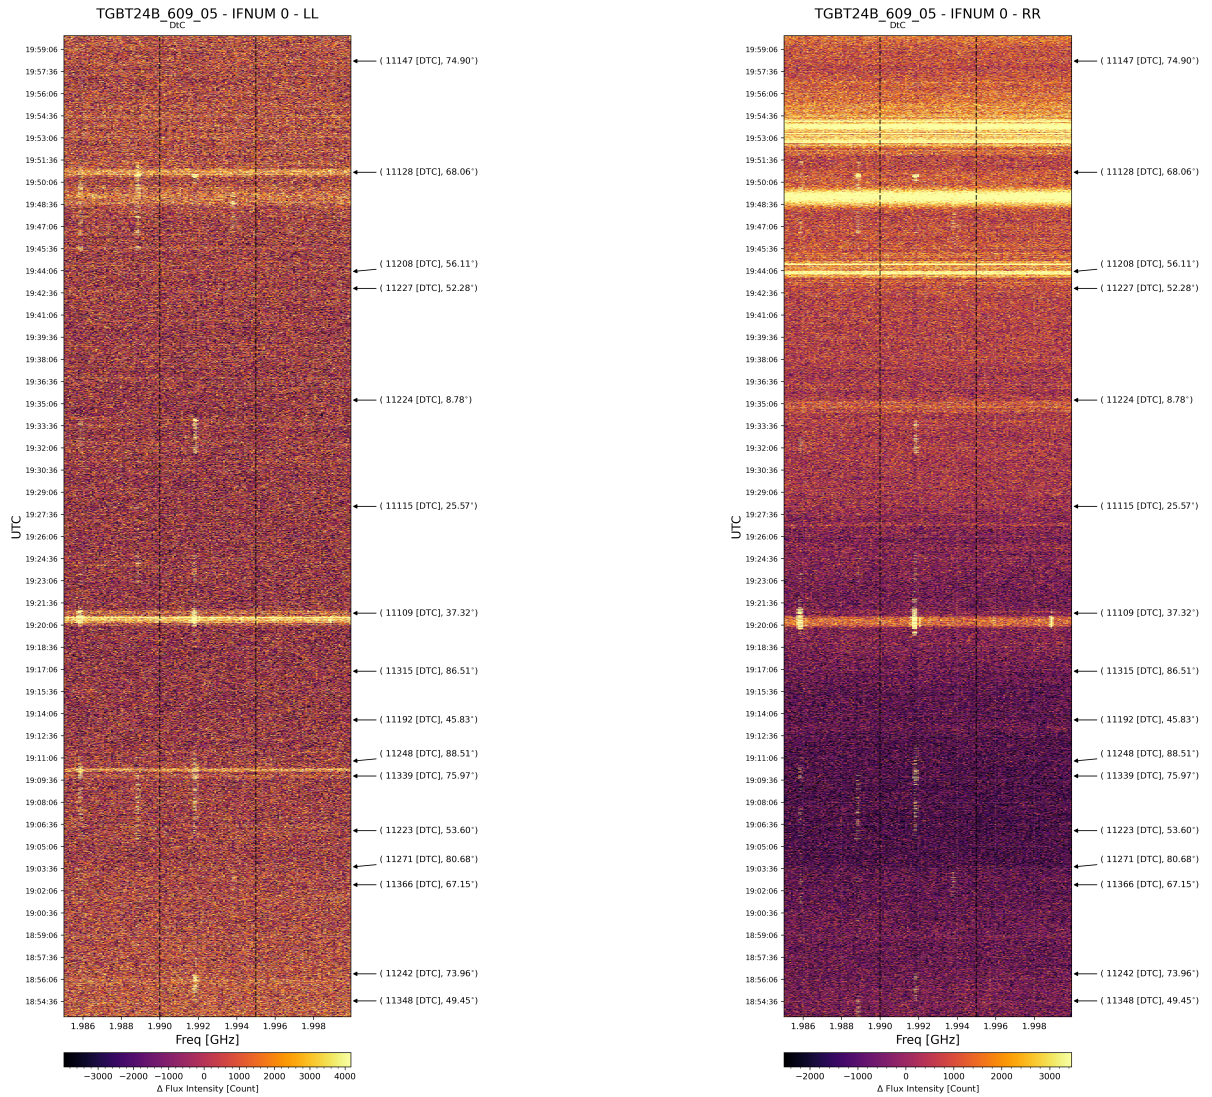 TGBT24B_609_05 - IFNUM 0 - LL
DtC
19:59:06
19:57:36
19:56:06
19:54:36
19:53:06
19:51:36
19:50:06
19:48:36
19:47:06
19:45:36
19:44:06
19:42:36
19:41:06
19:39:36
19:38:06
19:36:36
19:35:06
19:33:36
19:32:06
19:30:36
19:29:06
19:27:36
19:26:06
19:24:36
19:23:06
19:21:36
19:20:06
19:18:36
19:17:06
19:15:36
19:14:06
19:12:36
19:11:06
19:09:36
19:08:06
19:06:36
19:05:06
19:03:36
19:02:06
19:00:36
18:59:06
18:57:36
18:56:06
18:54:36
UTC
( 11147 [DTC], 74.90°)
( 11128 [DTC], 68.06°)
( 11208 [DTC], 56.11°)
( 11227 [DTC], 52.28°)
( 11224 [DTC], 8.78°)
( 11115 [DTC], 25.57°)
( 11109 [DTC], 37.32°)
( 11315 [DTC], 86.51°)
( 11192 [DTC], 45.83°)
( 11248 [DTC], 88.51°)
( 11339 [DTC], 75.97°)
( 11223 [DTC], 53.60°)
( 11271 [DTC], 80.68°)
( 11366 [DTC], 67.15°)
( 11242 [DTC], 73.96°)
( 11348 [DTC], 49.45°)
1.986 1.988 1.990 1.992 1.994 1.996 1.998
Freq [GHz]
−3000 −2000 −1000 0 1000 2000 3000 4000
Δ Flux Intensity [Count]
TGBT24B_609_05 - IFNUM 0 - RR
DtC
19:59:06
19:57:36
19:56:06
19:54:36
19:53:06
19:51:36
19:50:06
19:48:36
19:47:06
19:45:36
19:44:06
19:42:36
19:41:06
19:39:36
19:38:06
19:36:36
19:35:06
19:33:36
19:32:06
19:30:36
19:29:06
19:27:36
19:26:06
19:24:36
19:23:06
19:21:36
19:20:06
19:18:36
19:17:06
19:15:36
19:14:06
19:12:36
19:11:06
19:09:36
19:08:06
19:06:36
19:05:06
19:03:36
19:02:06
19:00:36
18:59:06
18:57:36
18:56:06
18:54:36
UTC
( 11147 [DTC], 74.90°)
( 11128 [DTC], 68.06°)
( 11208 [DTC], 56.11°)
( 11227 [DTC], 52.28°)
( 11224 [DTC], 8.78°)
( 11115 [DTC], 25.57°)
( 11109 [DTC], 37.32°)
( 11315 [DTC], 86.51°)
( 11192 [DTC], 45.83°)
( 11248 [DTC], 88.51°)
( 11339 [DTC], 75.97°)
( 11223 [DTC], 53.60°)
( 11271 [DTC], 80.68°)
( 11366 [DTC], 67.15°)
( 11242 [DTC], 73.96°)
( 11348 [DTC], 49.45°)
1.986 1.988 1.990 1.992 1.994 1.996 1.998
Freq [GHz]
−2000 −1000 0 1000 2000 3000
Δ Flux Intensity [Count]